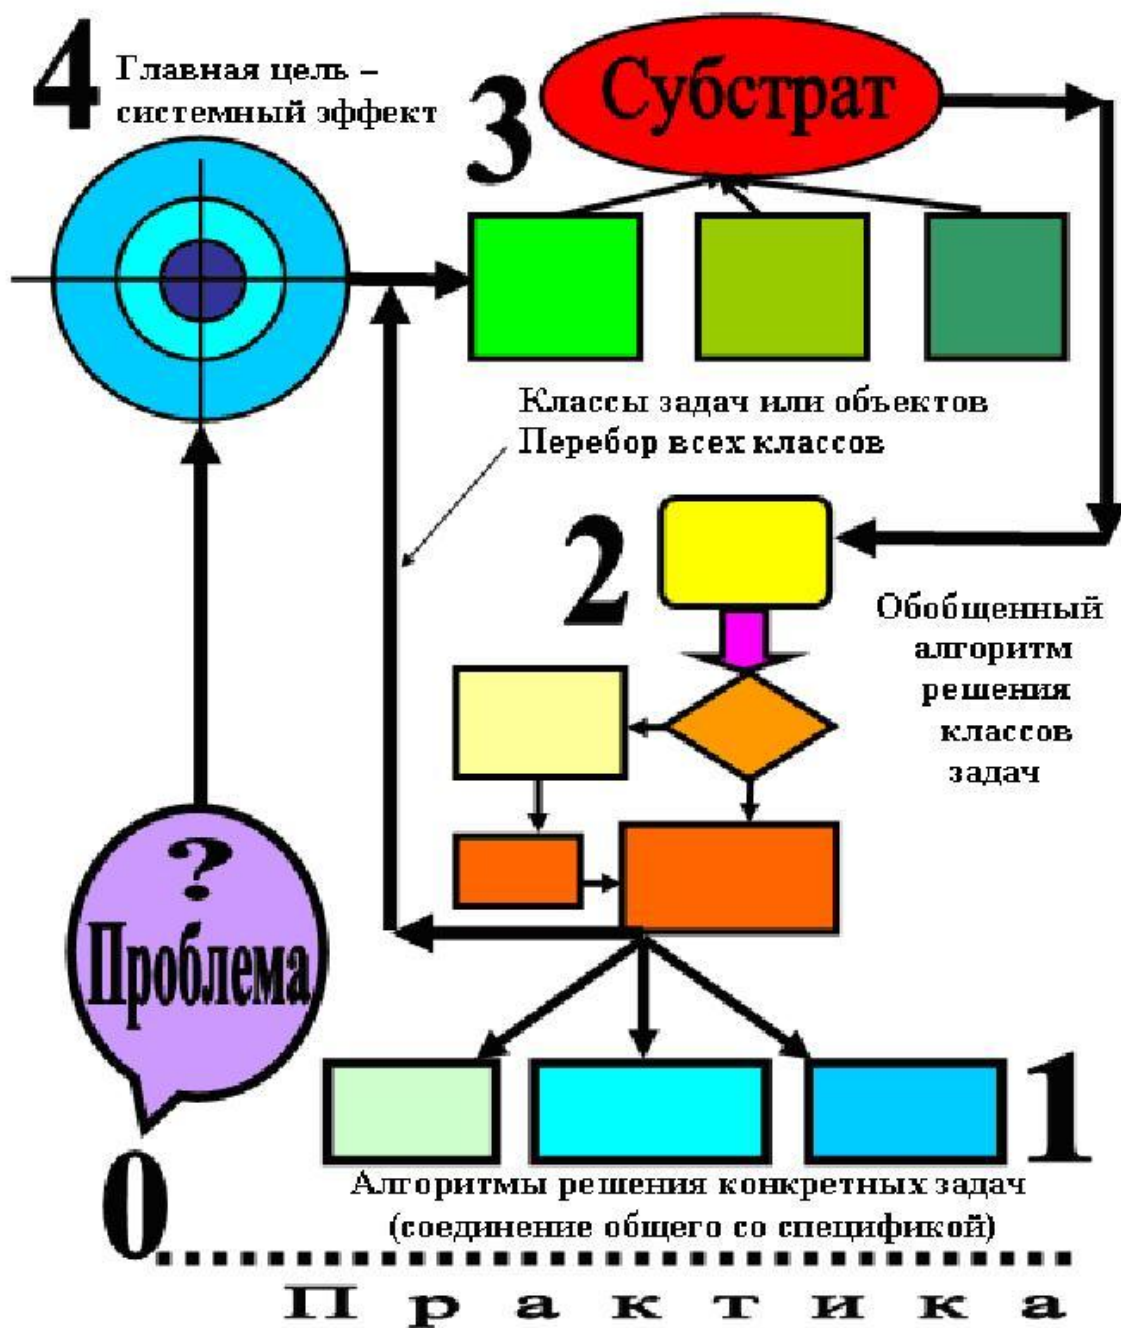 4
Главная цель –
системный эффект
3
Субстрат
Классы задач или объектов
Перебор всех классов
2
Обобщенный
алгоритм
решения
классов
задач
?
Проблема
0
1
Алгоритмы решения конкретных задач
(соединение общего со спецификой)
Практика